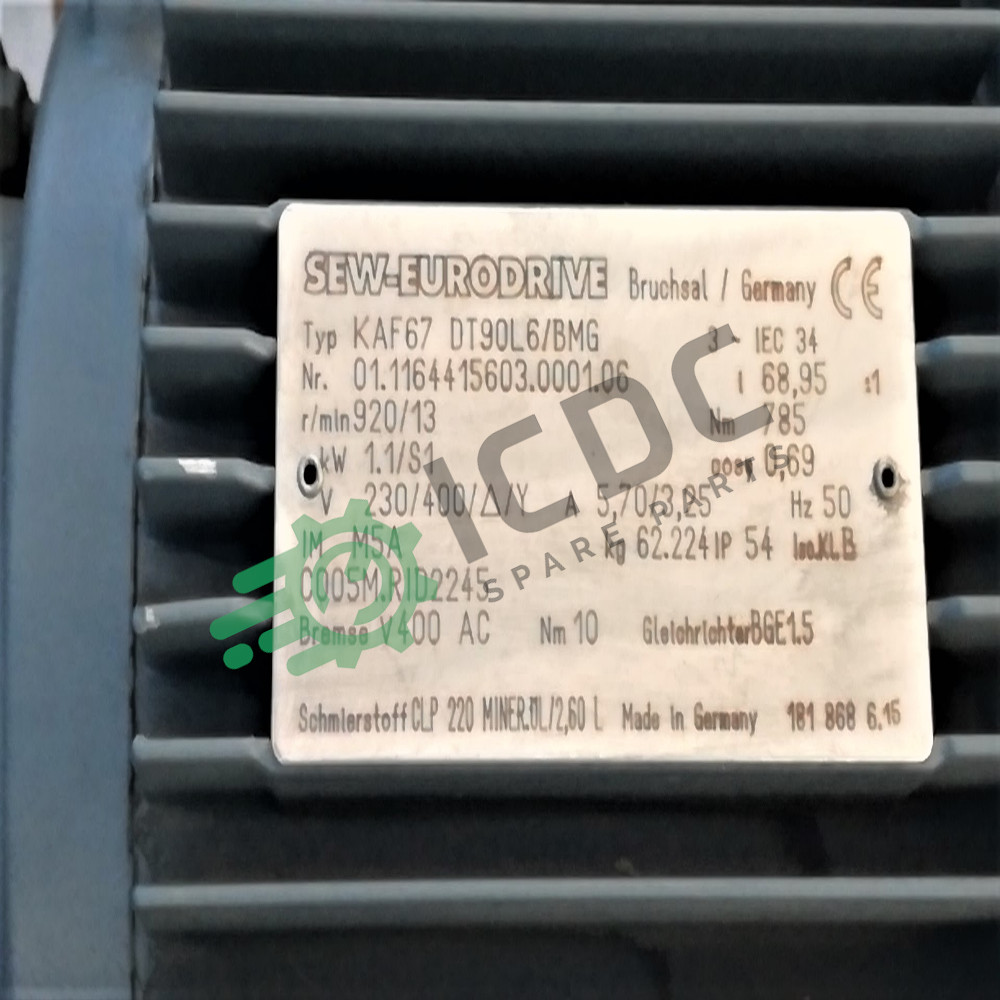 SEW-EURODRIVE Bruchsal / Germany CE
Typ KAF67 DT90L6/BMG 3~ IEC 34
Nr. 01.1164415603.0001.06 i 68,95 :1
r/min 920/13 Nm 785
kW 1.1/S1 cosφ 0,69
V 230/400/Δ/Y A 5,70/3,25 Hz 50
IM M5A kg 62.224 IP 54 Iso.Kl.B
C005M.RID2245
Bremse V400 AC Nm 10 Gleichrichter BGE1.5
Schmierstoff CLP 220 MINER.ÖL/2,60 L Made in Germany 181 868 6.15
ICDC
SPARE PARTS